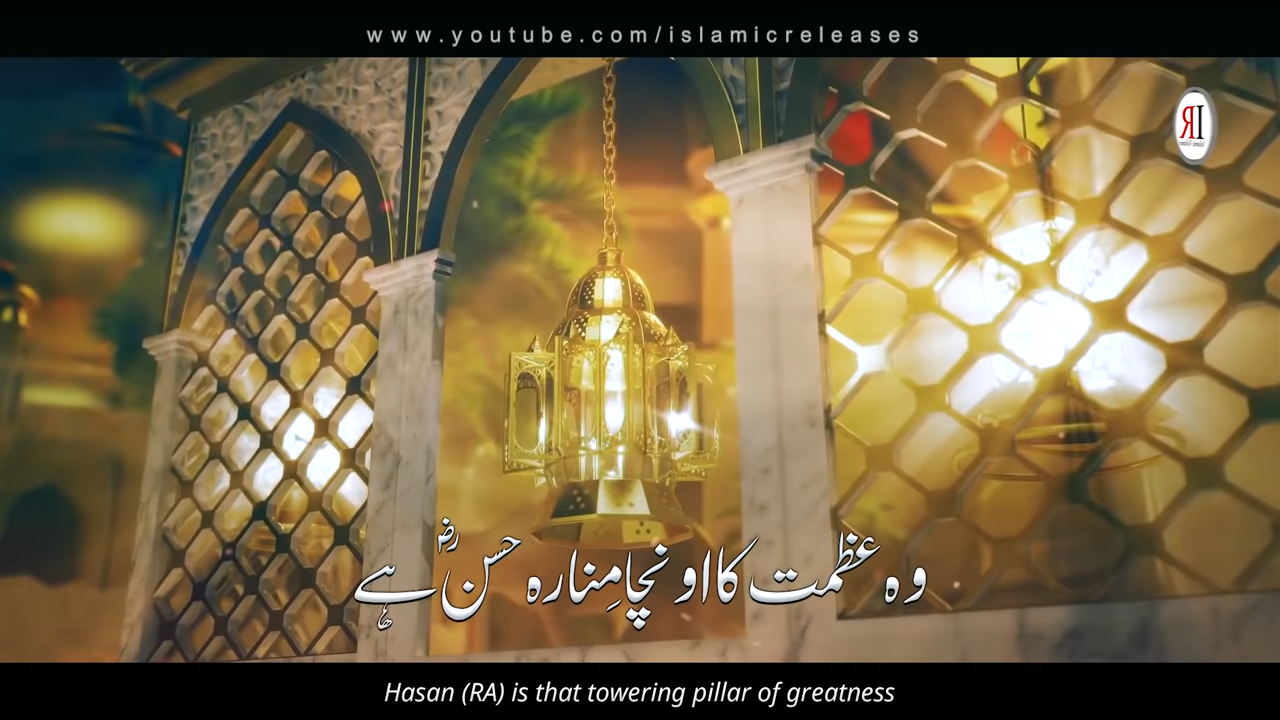 www.youtube.com/islamicreleases
IR
وہ عظمت کا اونچا مِنارہ حسنؓ ہے
Hasan (RA) is that towering pillar of greatness